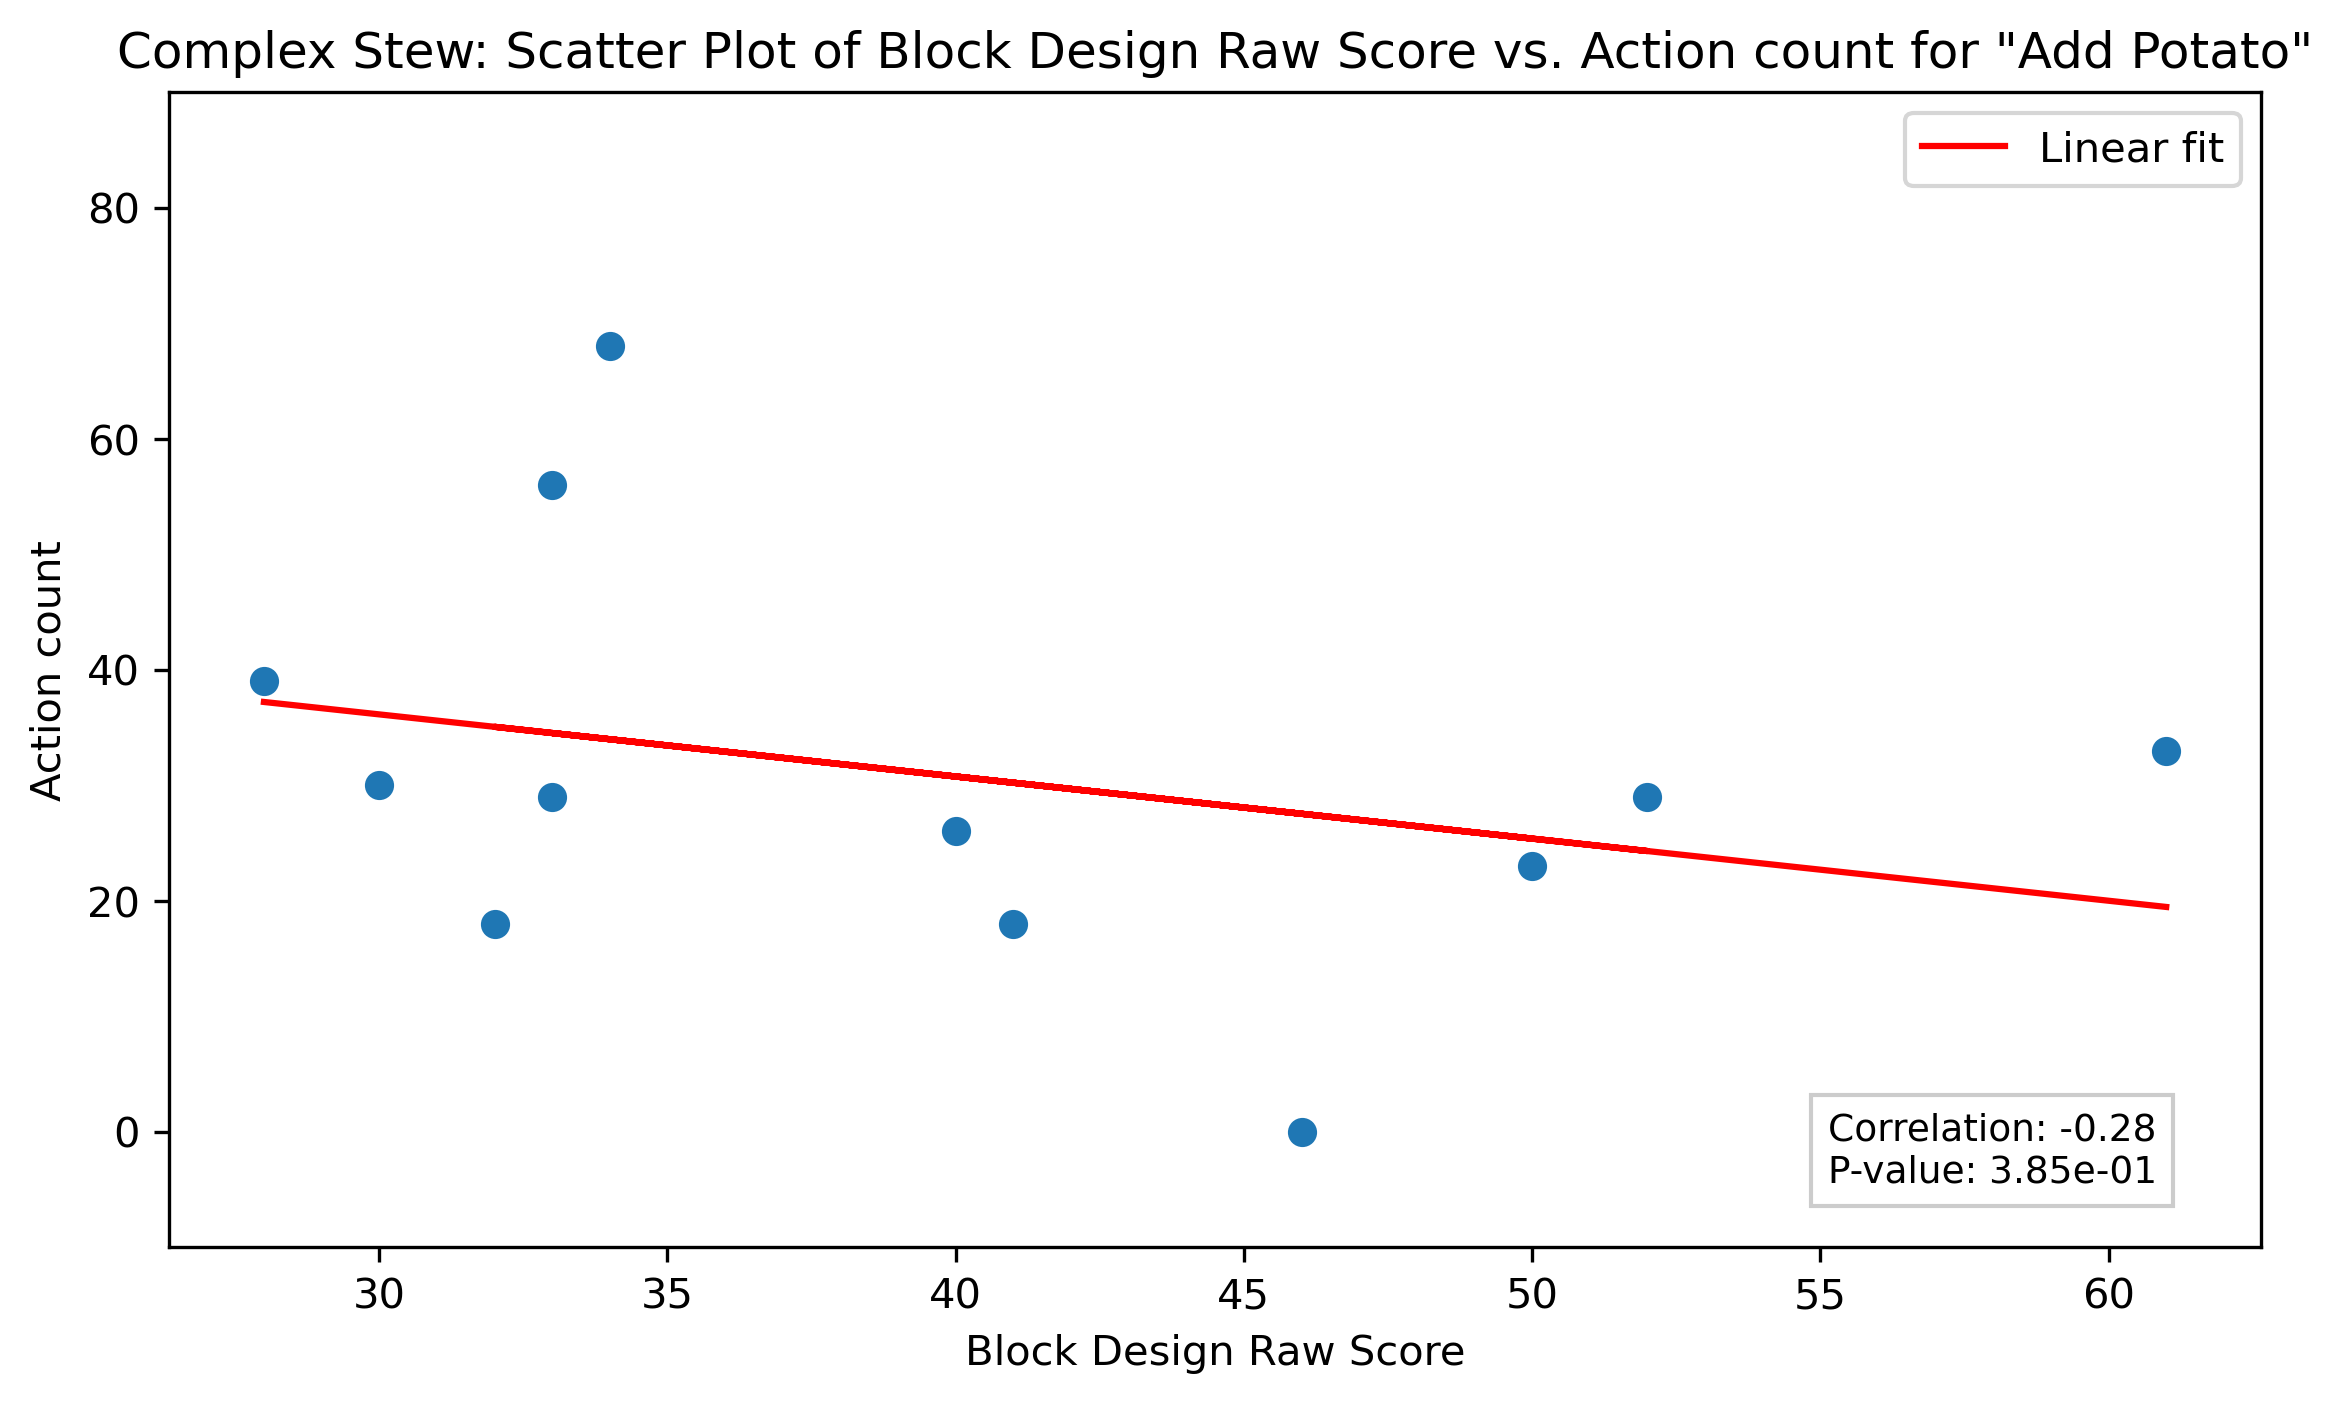 Complex Stew: Scatter Plot of Block Design Raw Score vs. Action count for "Add Potato"
Linear fit
80
60
40
20
0
Action count
Correlation: -0.28
P-value: 3.85e-01
30
35
40
45
50
55
60
Block Design Raw Score